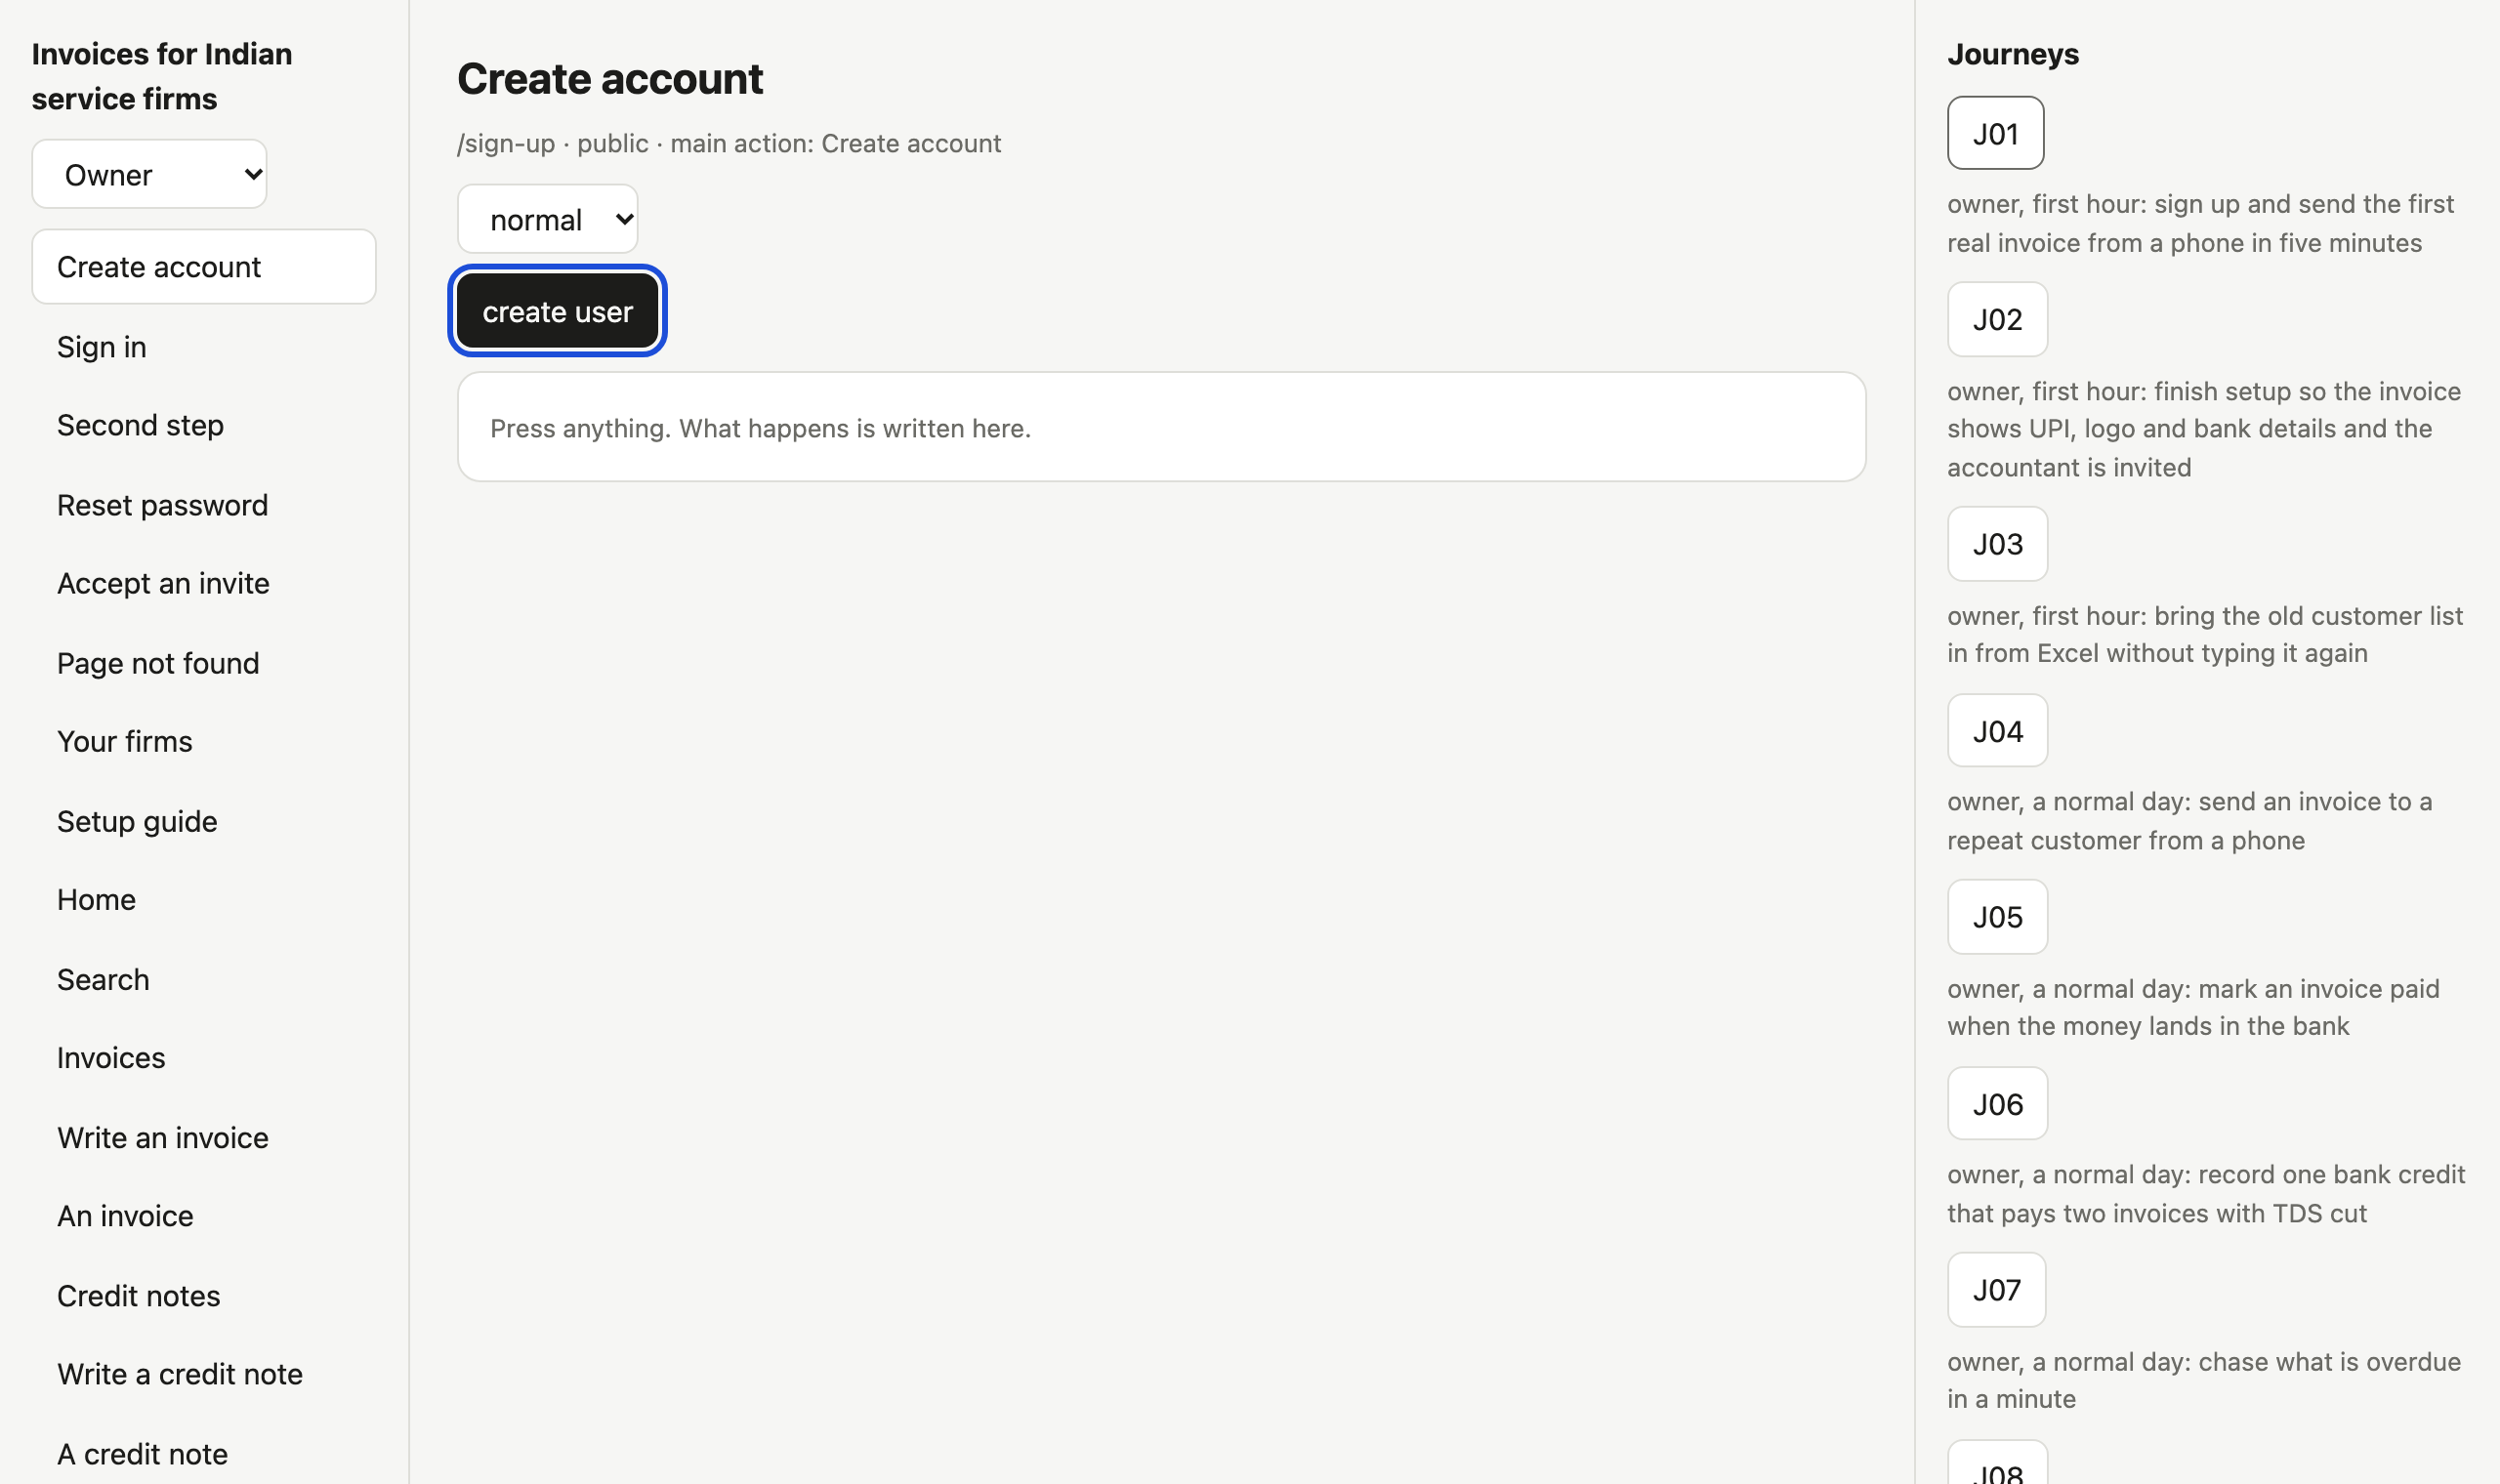 Invoices for Indian
service firms
Owner
Create account
Sign in
Second step
Reset password
Accept an invite
Page not found
Your firms
Setup guide
Home
Search
Invoices
Write an invoice
An invoice
Credit notes
Write a credit note
A credit note
Create account
/sign-up · public · main action: Create account
normal
create user
Press anything. What happens is written here.
Journeys
J01
owner, first hour: sign up and send the first
real invoice from a phone in five minutes
J02
owner, first hour: finish setup so the invoice
shows UPI, logo and bank details and the
accountant is invited
J03
owner, first hour: bring the old customer list
in from Excel without typing it again
J04
owner, a normal day: send an invoice to a
repeat customer from a phone
J05
owner, a normal day: mark an invoice paid
when the money lands in the bank
J06
owner, a normal day: record one bank credit
that pays two invoices with TDS cut
J07
owner, a normal day: chase what is overdue
in a minute
J08